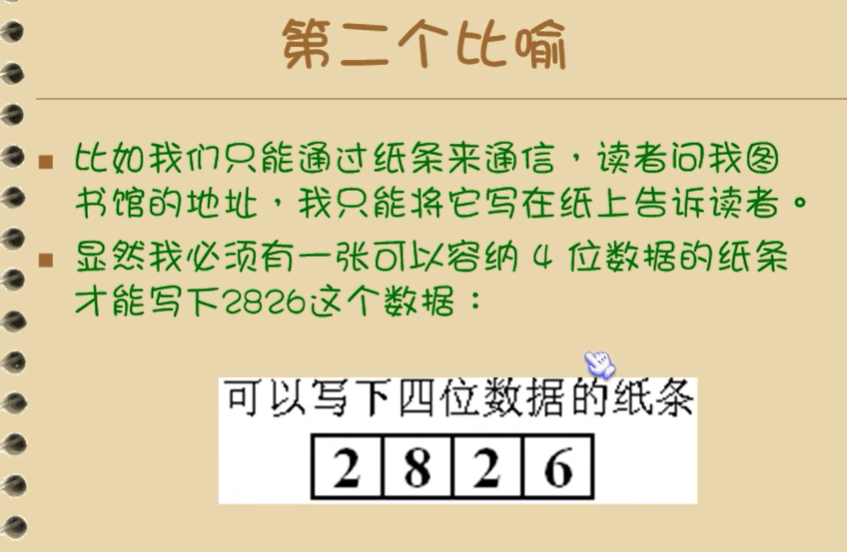 第二个比喻
比如我们只能通过纸条来通信，读者问我图
书馆的地址，我只能将它写在纸上告诉读者。
显然我必须有一张可以容纳 4 位数据的纸条
才能写下2826这个数据：
可以写下四位数据的纸条
2 8 2 6